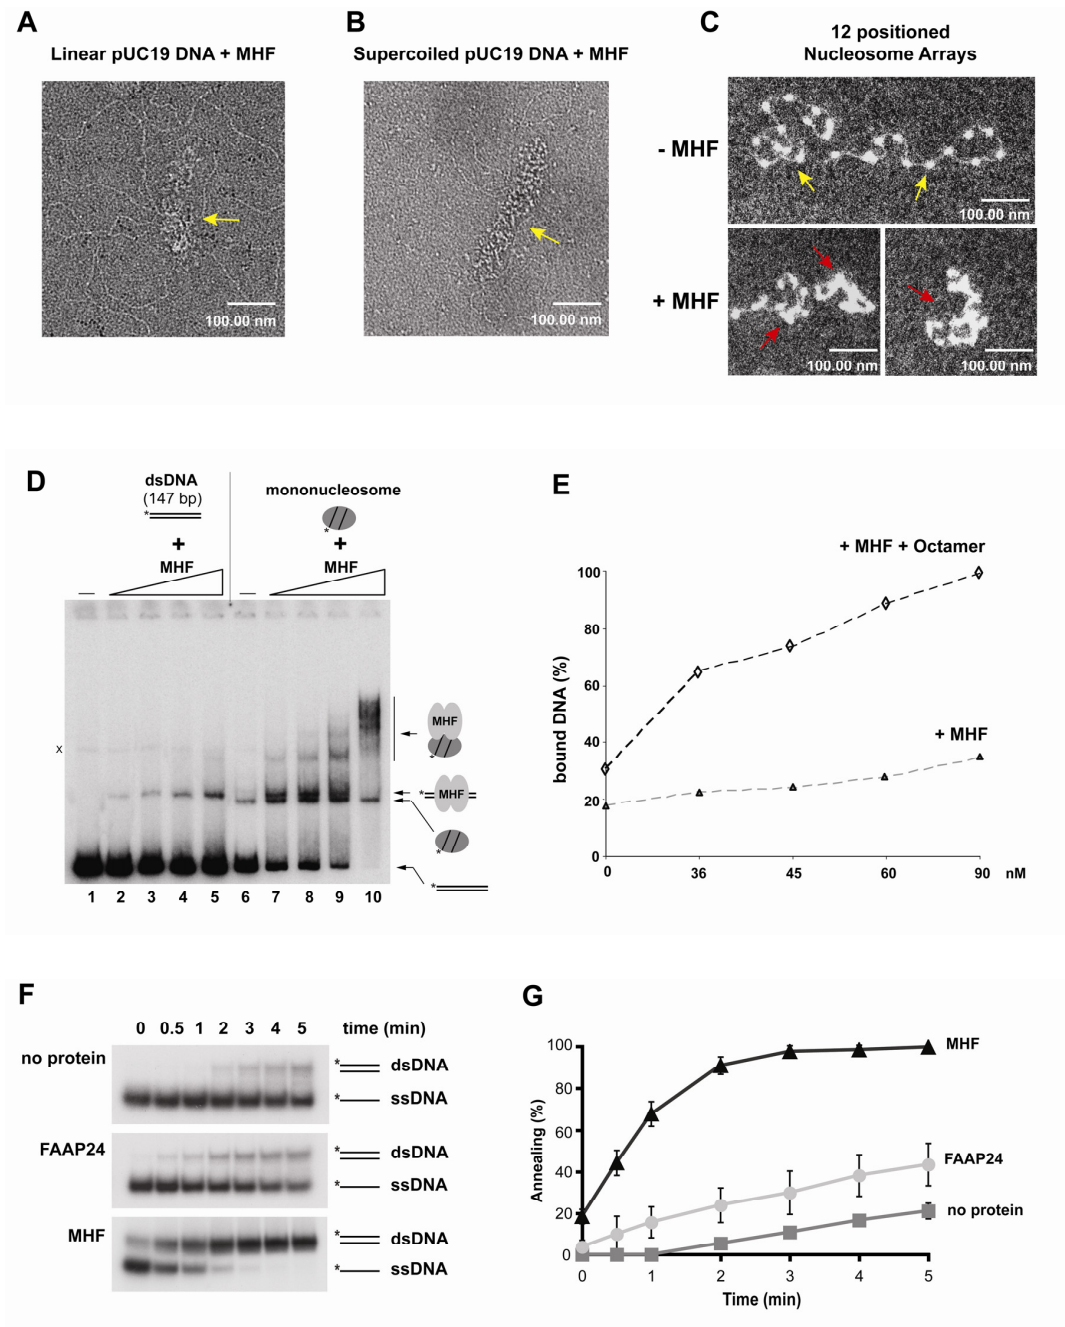 A
Linear pUC19 DNA + MHF
100.00 nm
B
Supercoiled pUC19 DNA + MHF
100.00 nm
C
12 positioned
Nucleosome Arrays
- MHF
100.00 nm
+ MHF
100.00 nm
100.00 nm
D
dsDNA
(147 bp)
*
+
MHF
mononucleosome
*
+
MHF
— —
x
MHF
* MHF
*
*
1 2 3 4 5 6 7 8 9 10
E
+ MHF + Octamer
+ MHF
bound DNA (%)
100
80
60
40
20
0
0 36 45 60 90 nM
F
0 0.5 1 2 3 4 5 time (min)
no protein
* dsDNA
* ssDNA
FAAP24
* dsDNA
* ssDNA
MHF
* dsDNA
* ssDNA
G
Annealing (%)
100
80
60
40
20
0
MHF
FAAP24
no protein
0 1 2 3 4 5
Time (min)